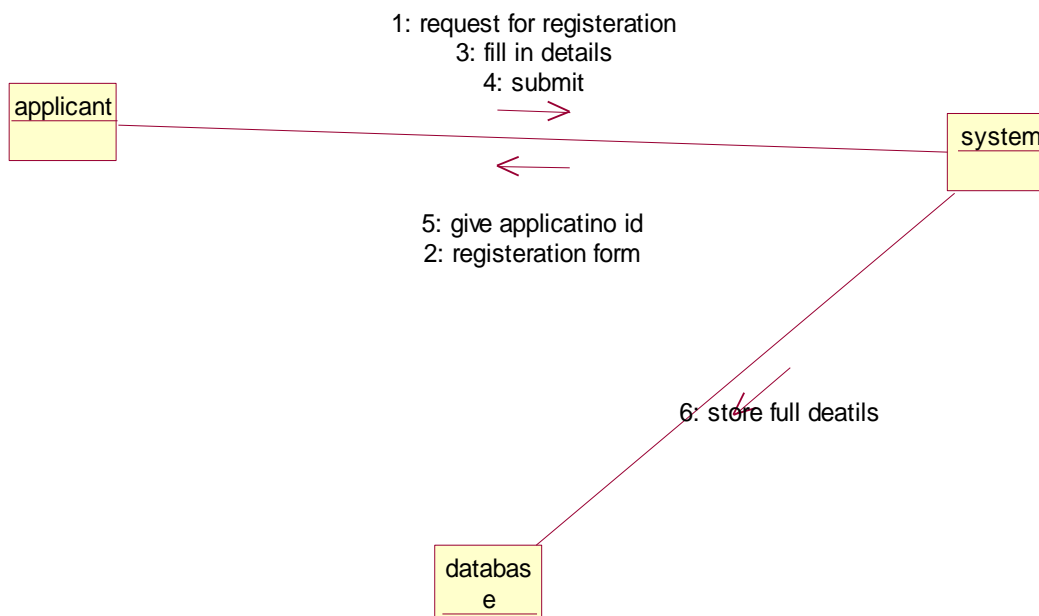 1: request for registeration
3: fill in details
4: submit
applicant
system
5: give applicatino id
2: registeration form
6: store full deatils
databas
e